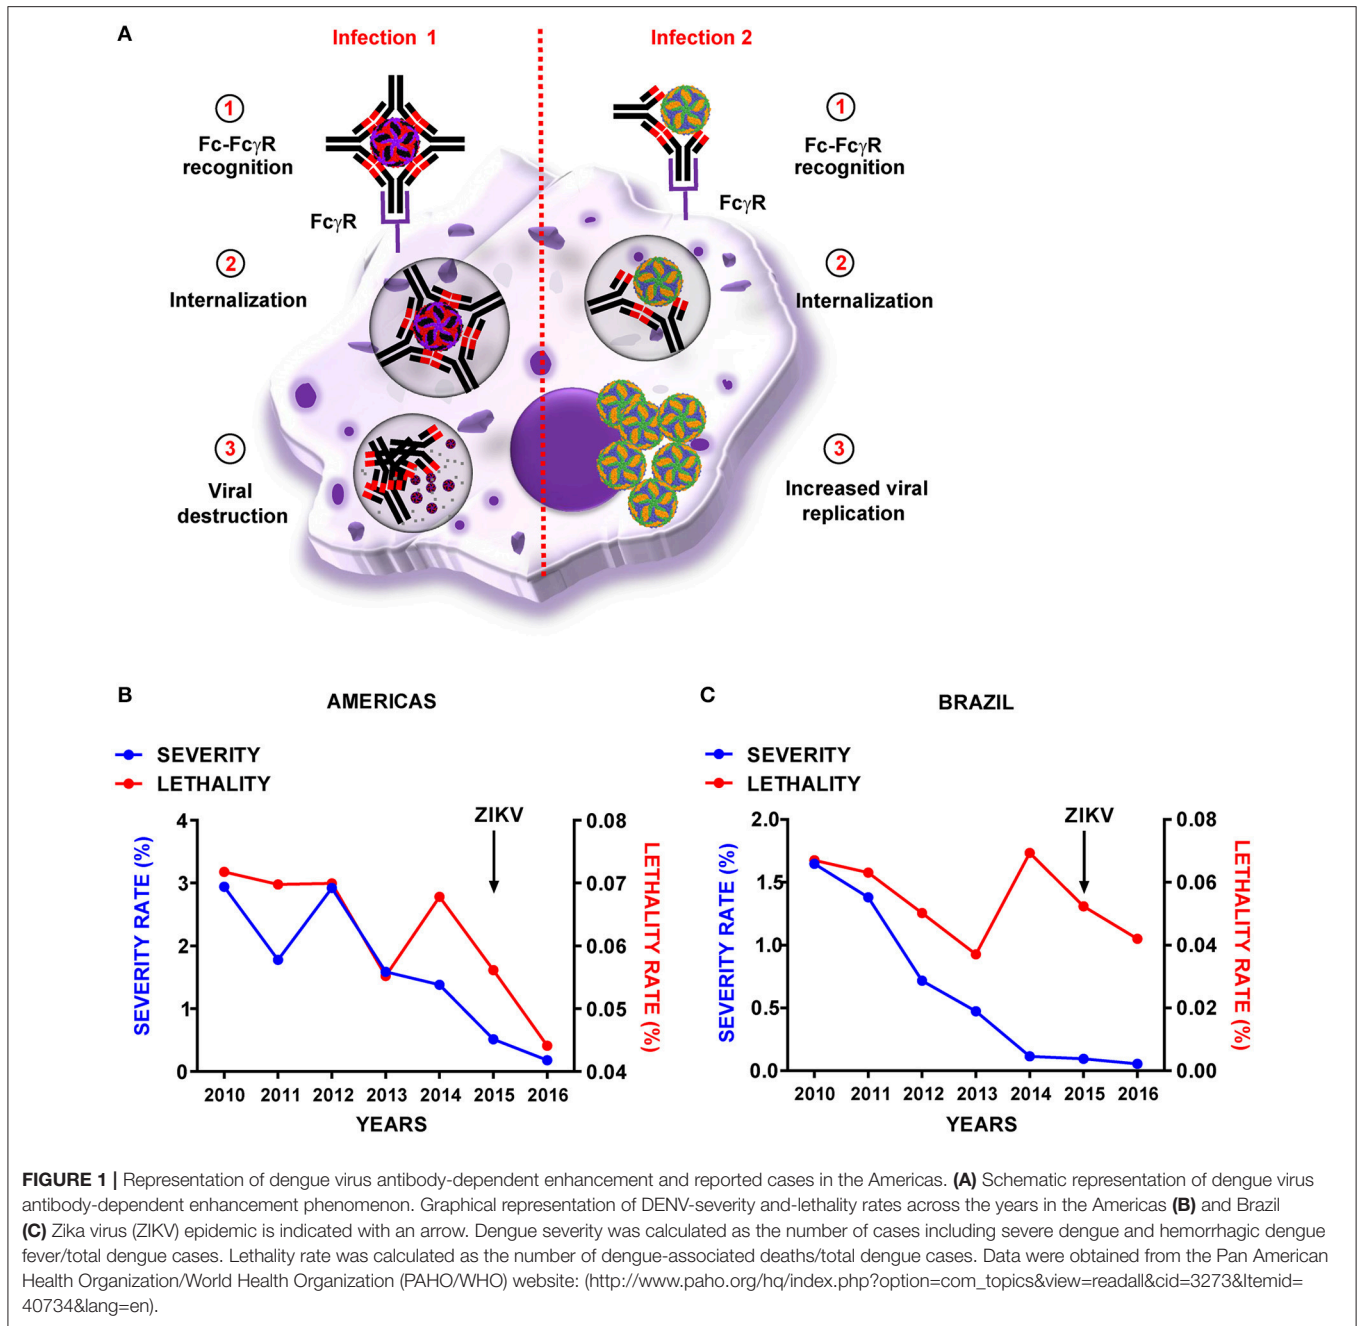 A
Infection 1
Infection 2
1
Fc-FcγR
recognition
FcγR
2
Internalization
3
Viral
destruction
1
Fc-FcγR
recognition
FcγR
2
Internalization
3
Increased viral
replication
B
AMERICAS
SEVERITY
LETHALITY
ZIKV
SEVERITY RATE (%)
4
3
2
1
0
0.08
0.07
0.06
0.05
0.04
LETHALITY RATE (%)
2010 2011 2012 2013 2014 2015 2016
YEARS
C
BRAZIL
SEVERITY
LETHALITY
ZIKV
SEVERITY RATE (%)
2.0
1.5
1.0
0.5
0.0
0.08
0.06
0.04
0.02
0.00
LETHALITY RATE (%)
2010 2011 2012 2013 2014 2015 2016
YEARS
FIGURE 1 | Representation of dengue virus antibody-dependent enhancement and reported cases in the Americas. (A) Schematic representation of dengue virus
antibody-dependent enhancement phenomenon. Graphical representation of DENV-severity and-lethality rates across the years in the Americas (B) and Brazil
(C) Zika virus (ZIKV) epidemic is indicated with an arrow. Dengue severity was calculated as the number of cases including severe dengue and hemorrhagic dengue
fever/total dengue cases. Lethality rate was calculated as the number of dengue-associated deaths/total dengue cases. Data were obtained from the Pan American
Health Organization/World Health Organization (PAHO/WHO) website: (http://www.paho.org/hq/index.php?option=com_topics&view=readall&cid=3273&Itemid=
40734&lang=en).